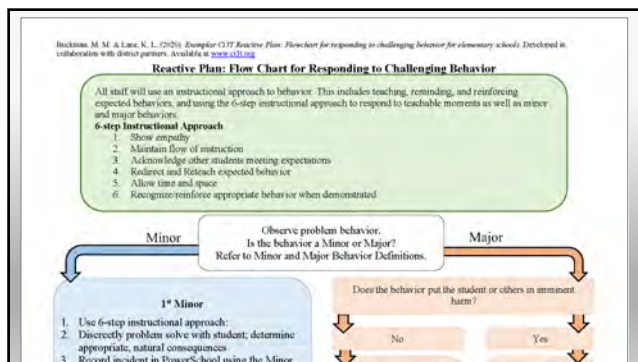 Buckman, M. M. & Lane, K. L. (2020). Exemplar Ci3T Reactive Plan: Flowchart for responding to challenging behavior for elementary schools. Developed in
collaboration with district partners. Available at www.ci3t.org
Reactive Plan: Flow Chart for Responding to Challenging Behavior
All staff will use an instructional approach to behavior. This includes teaching, reminding, and reinforcing
expected behaviors, and using the 6-step instructional approach to respond to teachable moments as well as minor
and major behaviors.
6-step Instructional Approach
1. Show empathy
2. Maintain flow of instruction
3. Acknowledge other students meeting expectations
4. Redirect and Reteach expected behavior
5. Allow time and space
6. Recognize/reinforce appropriate behavior when demonstrated
Minor
Observe problem behavior.
Is the behavior a Minor or Major?
Refer to Minor and Major Behavior Definitions.
Major
1st Minor
1. Use 6-step instructional approach:
2. Discreetly problem solve with student; determine
appropriate, natural consequences
3. Record incident in PowerSchool using the Minor
Does the behavior put the student or others in imminent
harm?
No
Yes